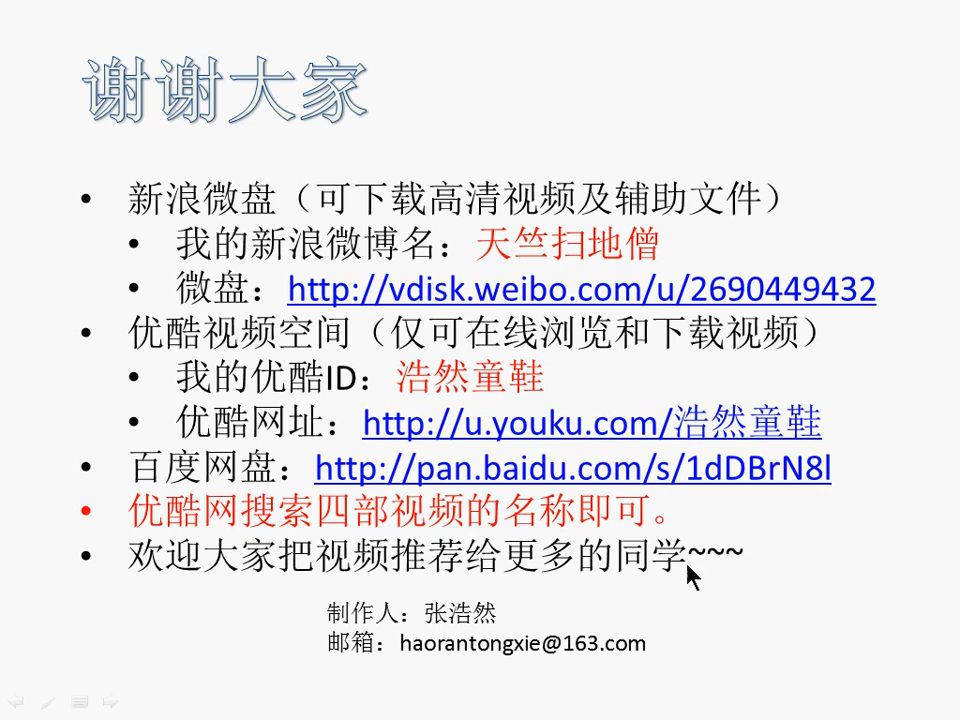 谢谢大家
• 新浪微盘（可下载高清视频及辅助文件）
• 我的新浪微博名：天竺扫地僧
• 微盘：http://vdisk.weibo.com/u/2690449432
• 优酷视频空间（仅可在线浏览和下载视频）
• 我的优酷ID：浩然童鞋
• 优酷网址：http://u.youku.com/浩然童鞋
• 百度网盘：http://pan.baidu.com/s/1dDBrN8l
• 优酷网搜索四部视频的名称即可。
• 欢迎大家把视频推荐给更多的同学~~~
制作人：张浩然
邮箱：haorantongxie@163.com